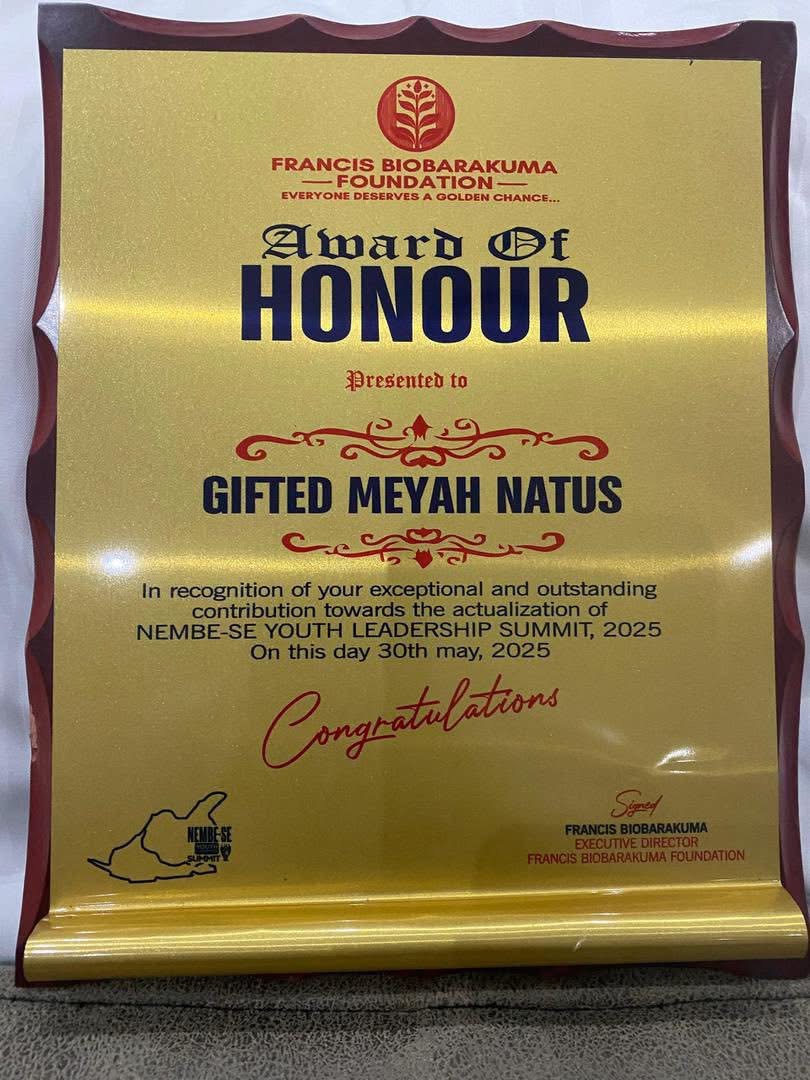 FRANCIS BIOBARAKUMA
FOUNDATION
EVERYONE DESERVES A GOLDEN CHANCE...
Award Of
HONOUR
Presented to
GIFTED MEYAH NATUS
In recognition of your exceptional and outstanding
contribution towards the actualization of
NEMBE-SE YOUTH LEADERSHIP SUMMIT, 2025
On this day 30th may, 2025
Congratulations
NEMBE-SE
YOUTH
SUMMIT
Signed
FRANCIS BIOBARAKUMA
EXECUTIVE DIRECTOR
FRANCIS BIOBARAKUMA FOUNDATION